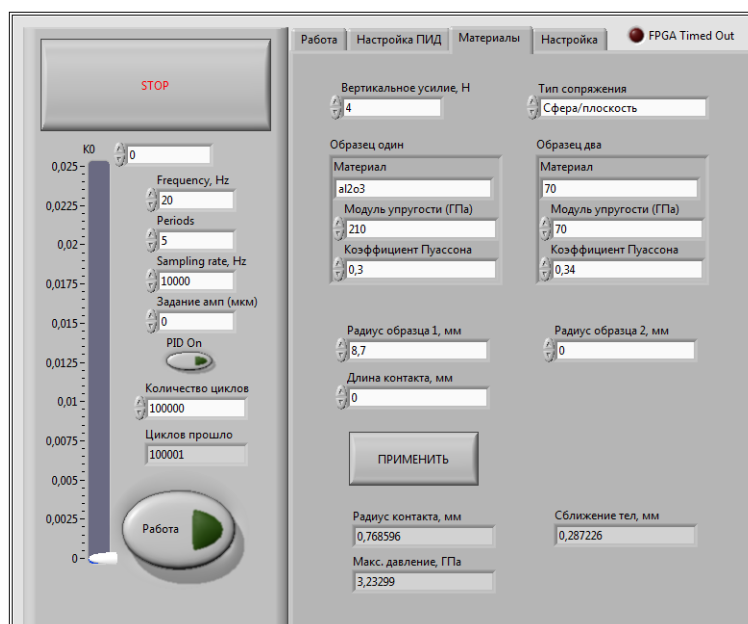 STOP
К0
0
0,025
0,0225
0,02
0,0175
0,015
0,0125
0,01
0,0075
0,005
0,0025
0
Frequency, Hz
20
Periods
5
Sampling rate, Hz
10000
Задание амп (мкм)
0
PID On
Количество циклов
100000
Циклов прошло
100001
Работа
Работа
Настройка ПИД
Материалы
Настройка
FPGA Timed Out
Вертикальное усилие, Н
4
Тип сопряжения
Сфера/плоскость
Образец один
Материал
al2o3
Модуль упругости (ГПа)
210
Коэффициент Пуассона
0,3
Образец два
Материал
70
Модуль упругости (ГПа)
70
Коэффициент Пуассона
0,34
Радиус образца 1, мм
8,7
Радиус образца 2, мм
0
Длина контакта, мм
0
ПРИМЕНИТЬ
Радиус контакта, мм
0,768596
Сближение тел, мм
0,287226
Макс. давление, ГПа
3,23299